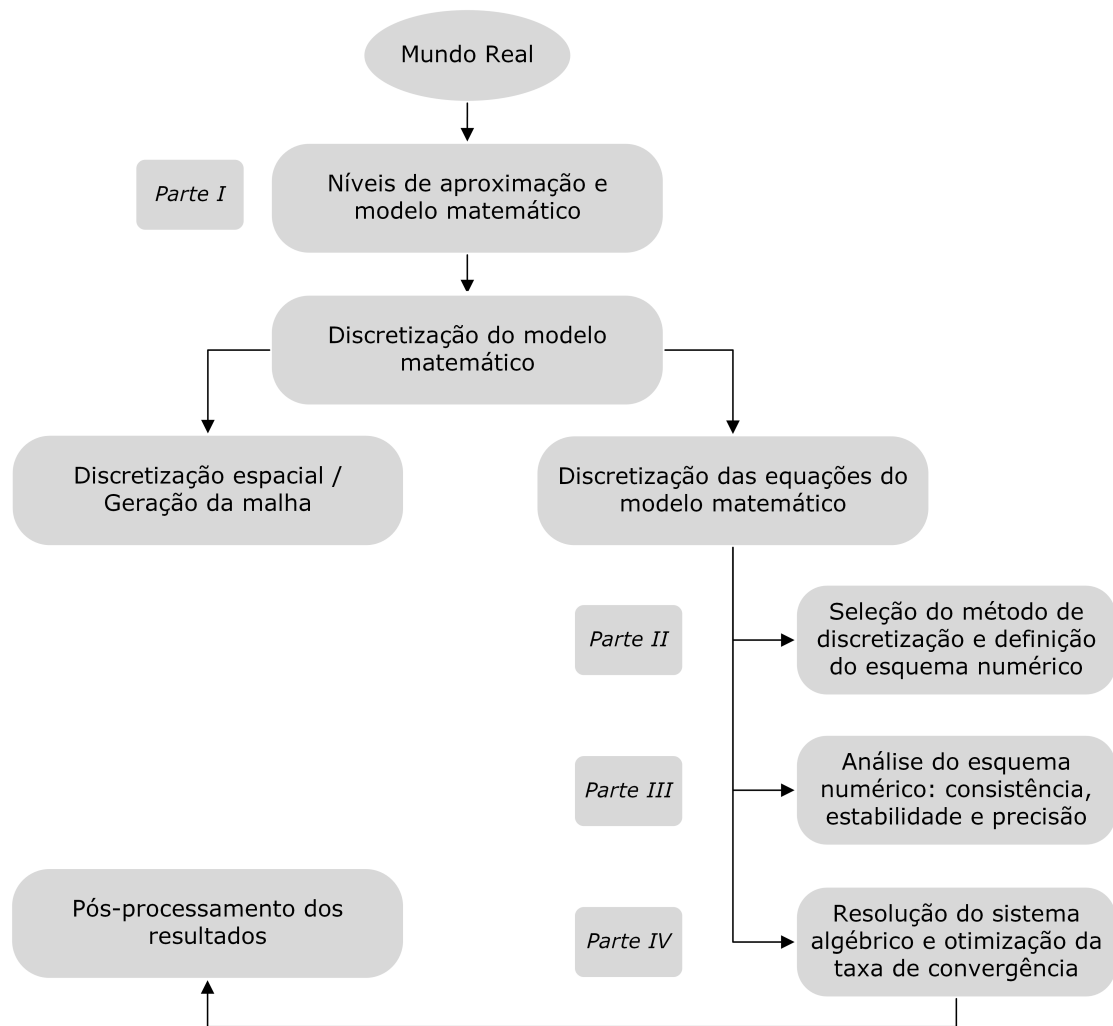 Mundo Real
Parte I
Níveis de aproximação e
modelo matemático
Discretização do modelo
matemático
Discretização espacial /
Geração da malha
Discretização das equações do
modelo matemático
Parte II
Seleção do método de
discretização e definição
do esquema numérico
Parte III
Análise do esquema
numérico: consistência,
estabilidade e precisão
Pós-processamento dos
resultados
Parte IV
Resolução do sistema
algébrico e otimização da
taxa de convergência